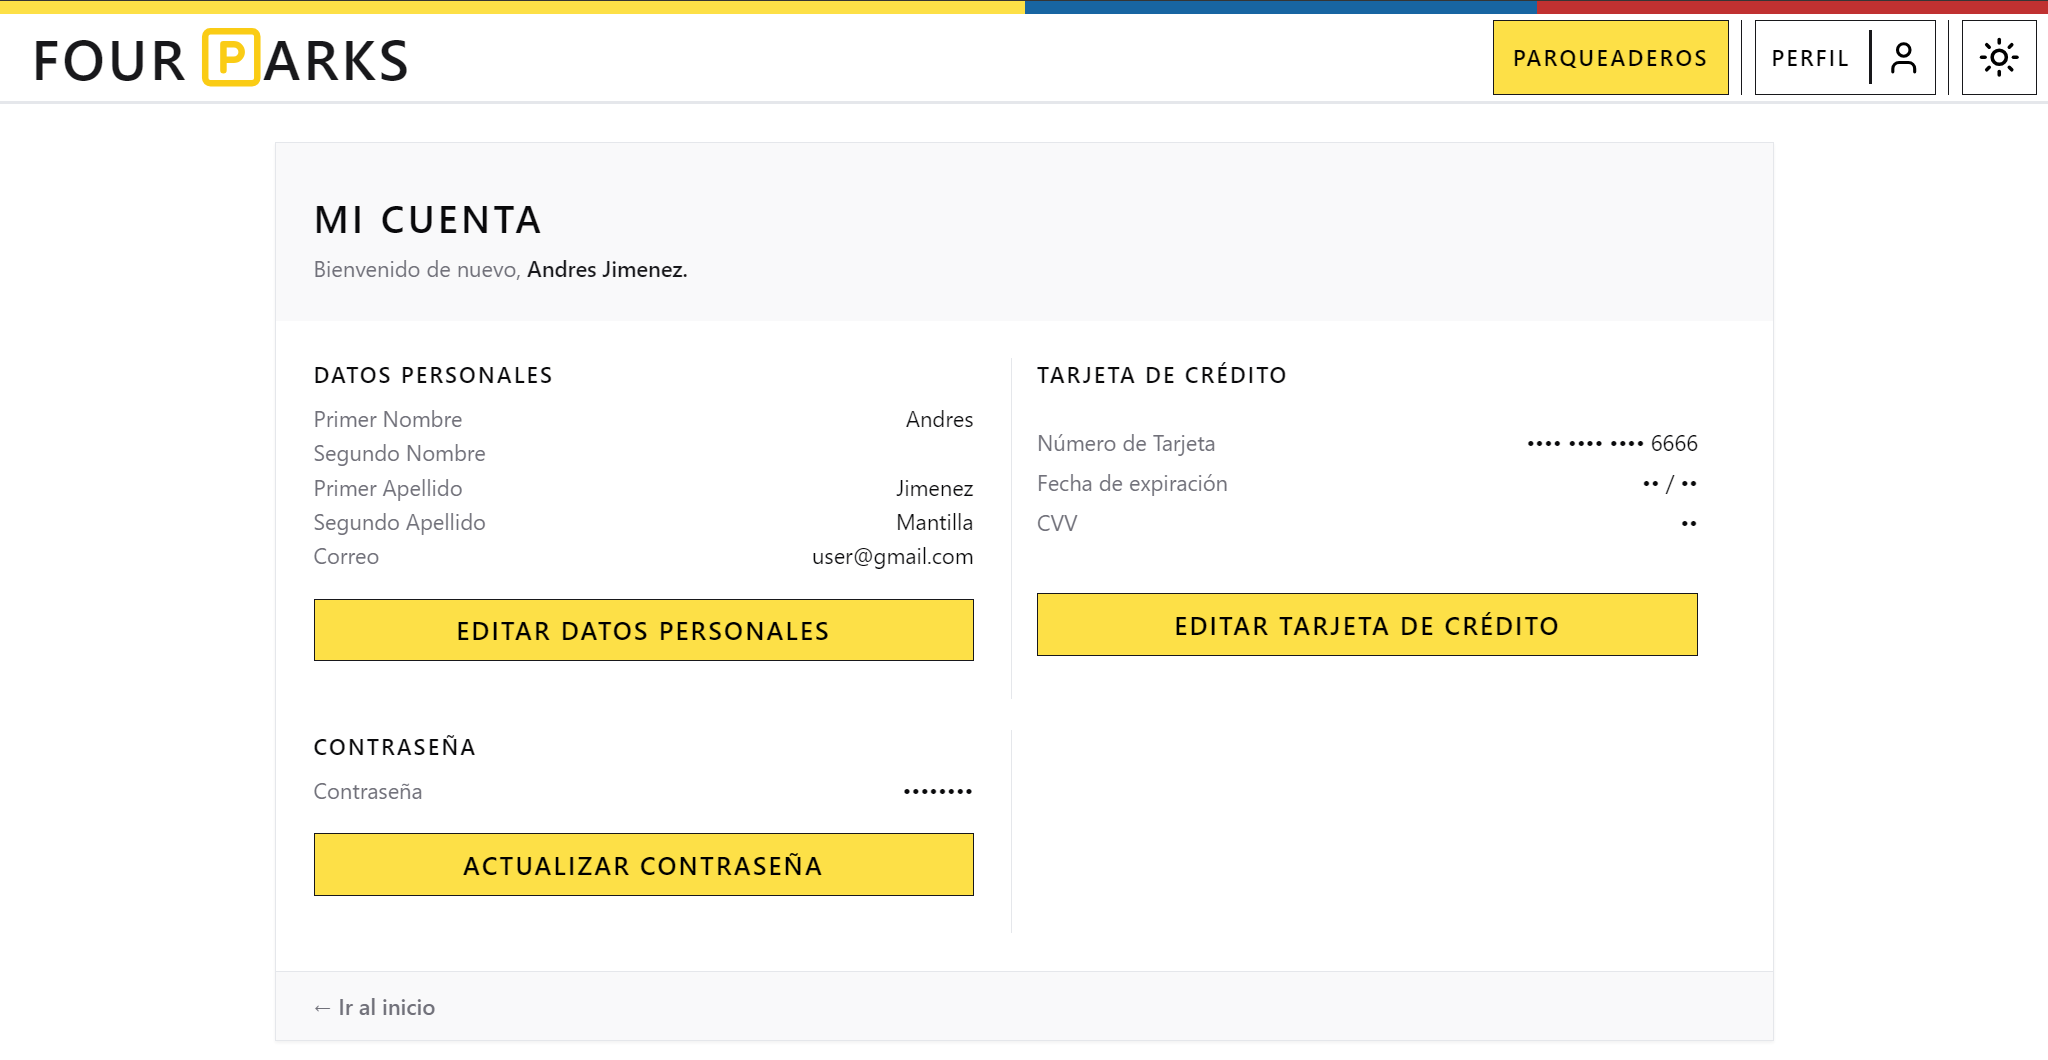 FOUR PARKS
PARQUEADEROS
PERFIL
MI CUENTA
Bienvenido de nuevo, Andres Jimenez.
DATOS PERSONALES
Primer Nombre Andres
Segundo Nombre
Primer Apellido Jimenez
Segundo Apellido Mantilla
Correo user@gmail.com
EDITAR DATOS PERSONALES
TARJETA DE CRÉDITO
Número de Tarjeta •••• •••• •••• 6666
Fecha de expiración •• / ••
CVV ••
EDITAR TARJETA DE CRÉDITO
CONTRASEÑA
Contraseña ••••••••
ACTUALIZAR CONTRASEÑA
← Ir al inicio